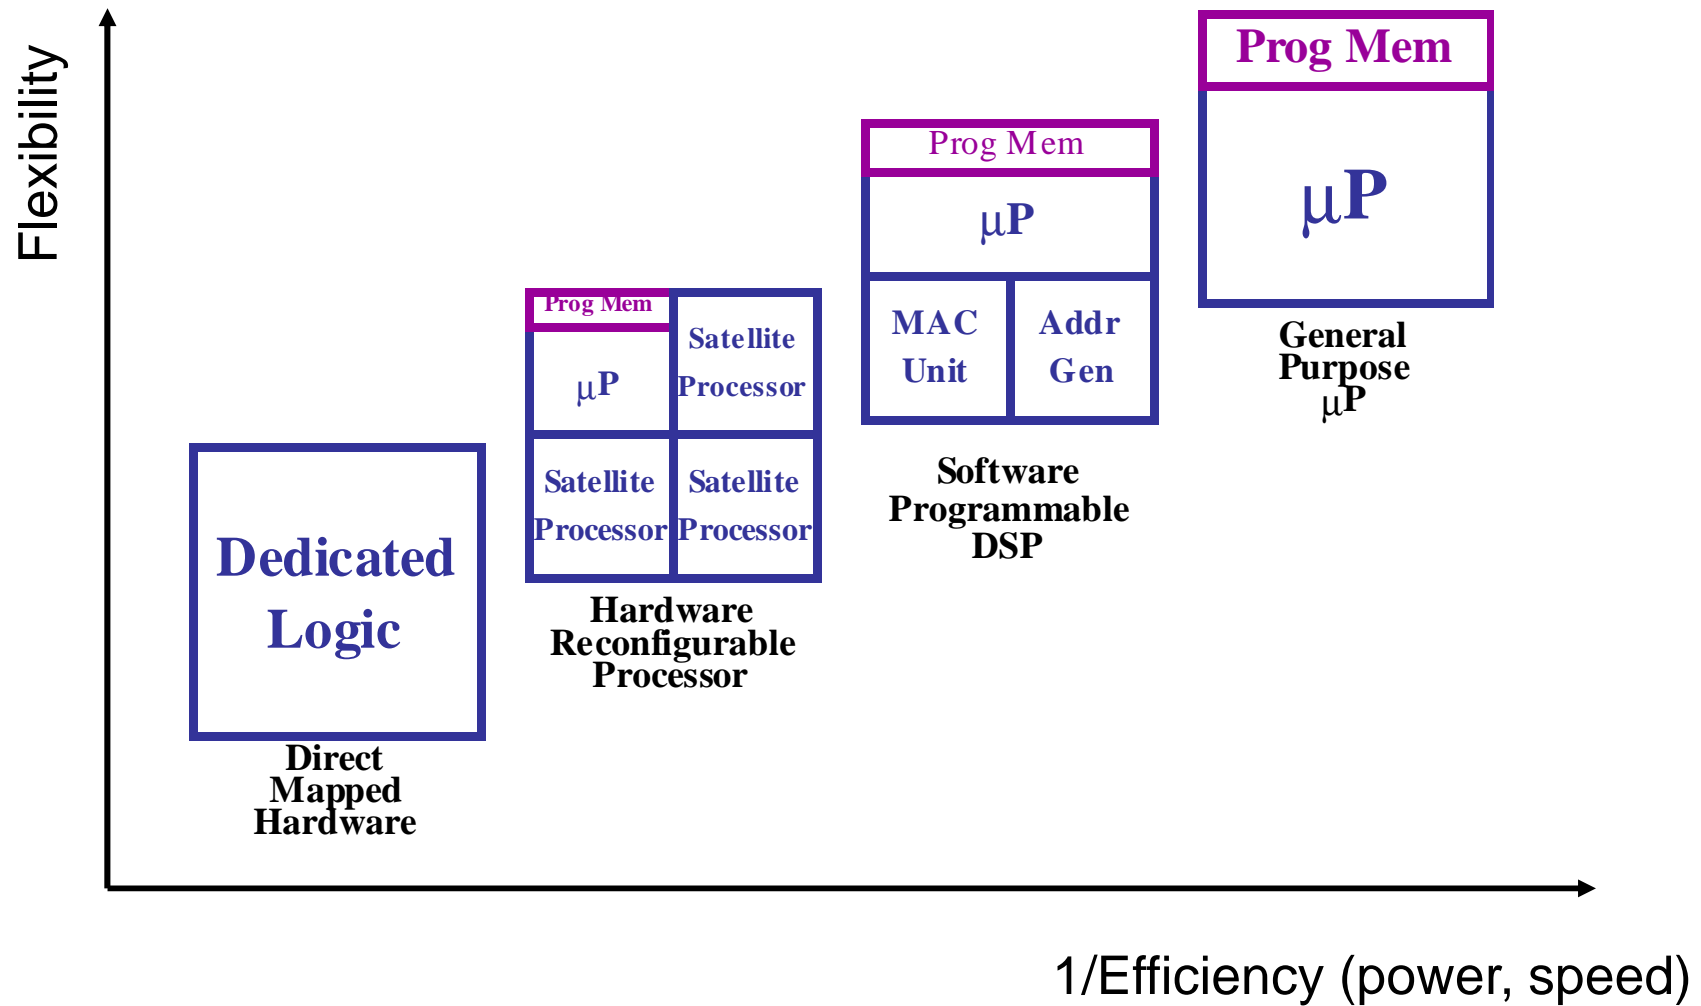 Flexibility
Prog Mem
μP
General
Purpose
μP
Prog Mem
μP
MAC
Unit
Addr
Gen
Software
Programmable
DSP
Prog Mem
μP
Satellite
Processor
Satellite
Processor
Satellite
Processor
Hardware
Reconfigurable
Processor
Dedicated
Logic
Direct
Mapped
Hardware
1/Efficiency (power, speed)